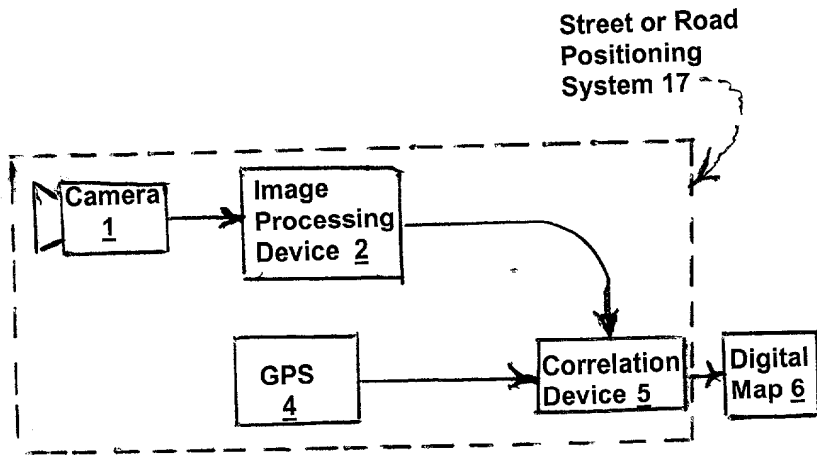 Street or Road
Positioning
System 17
Camera
1
Image
Processing
Device 2
GPS
4
Correlation
Device 5
Digital
Map 6